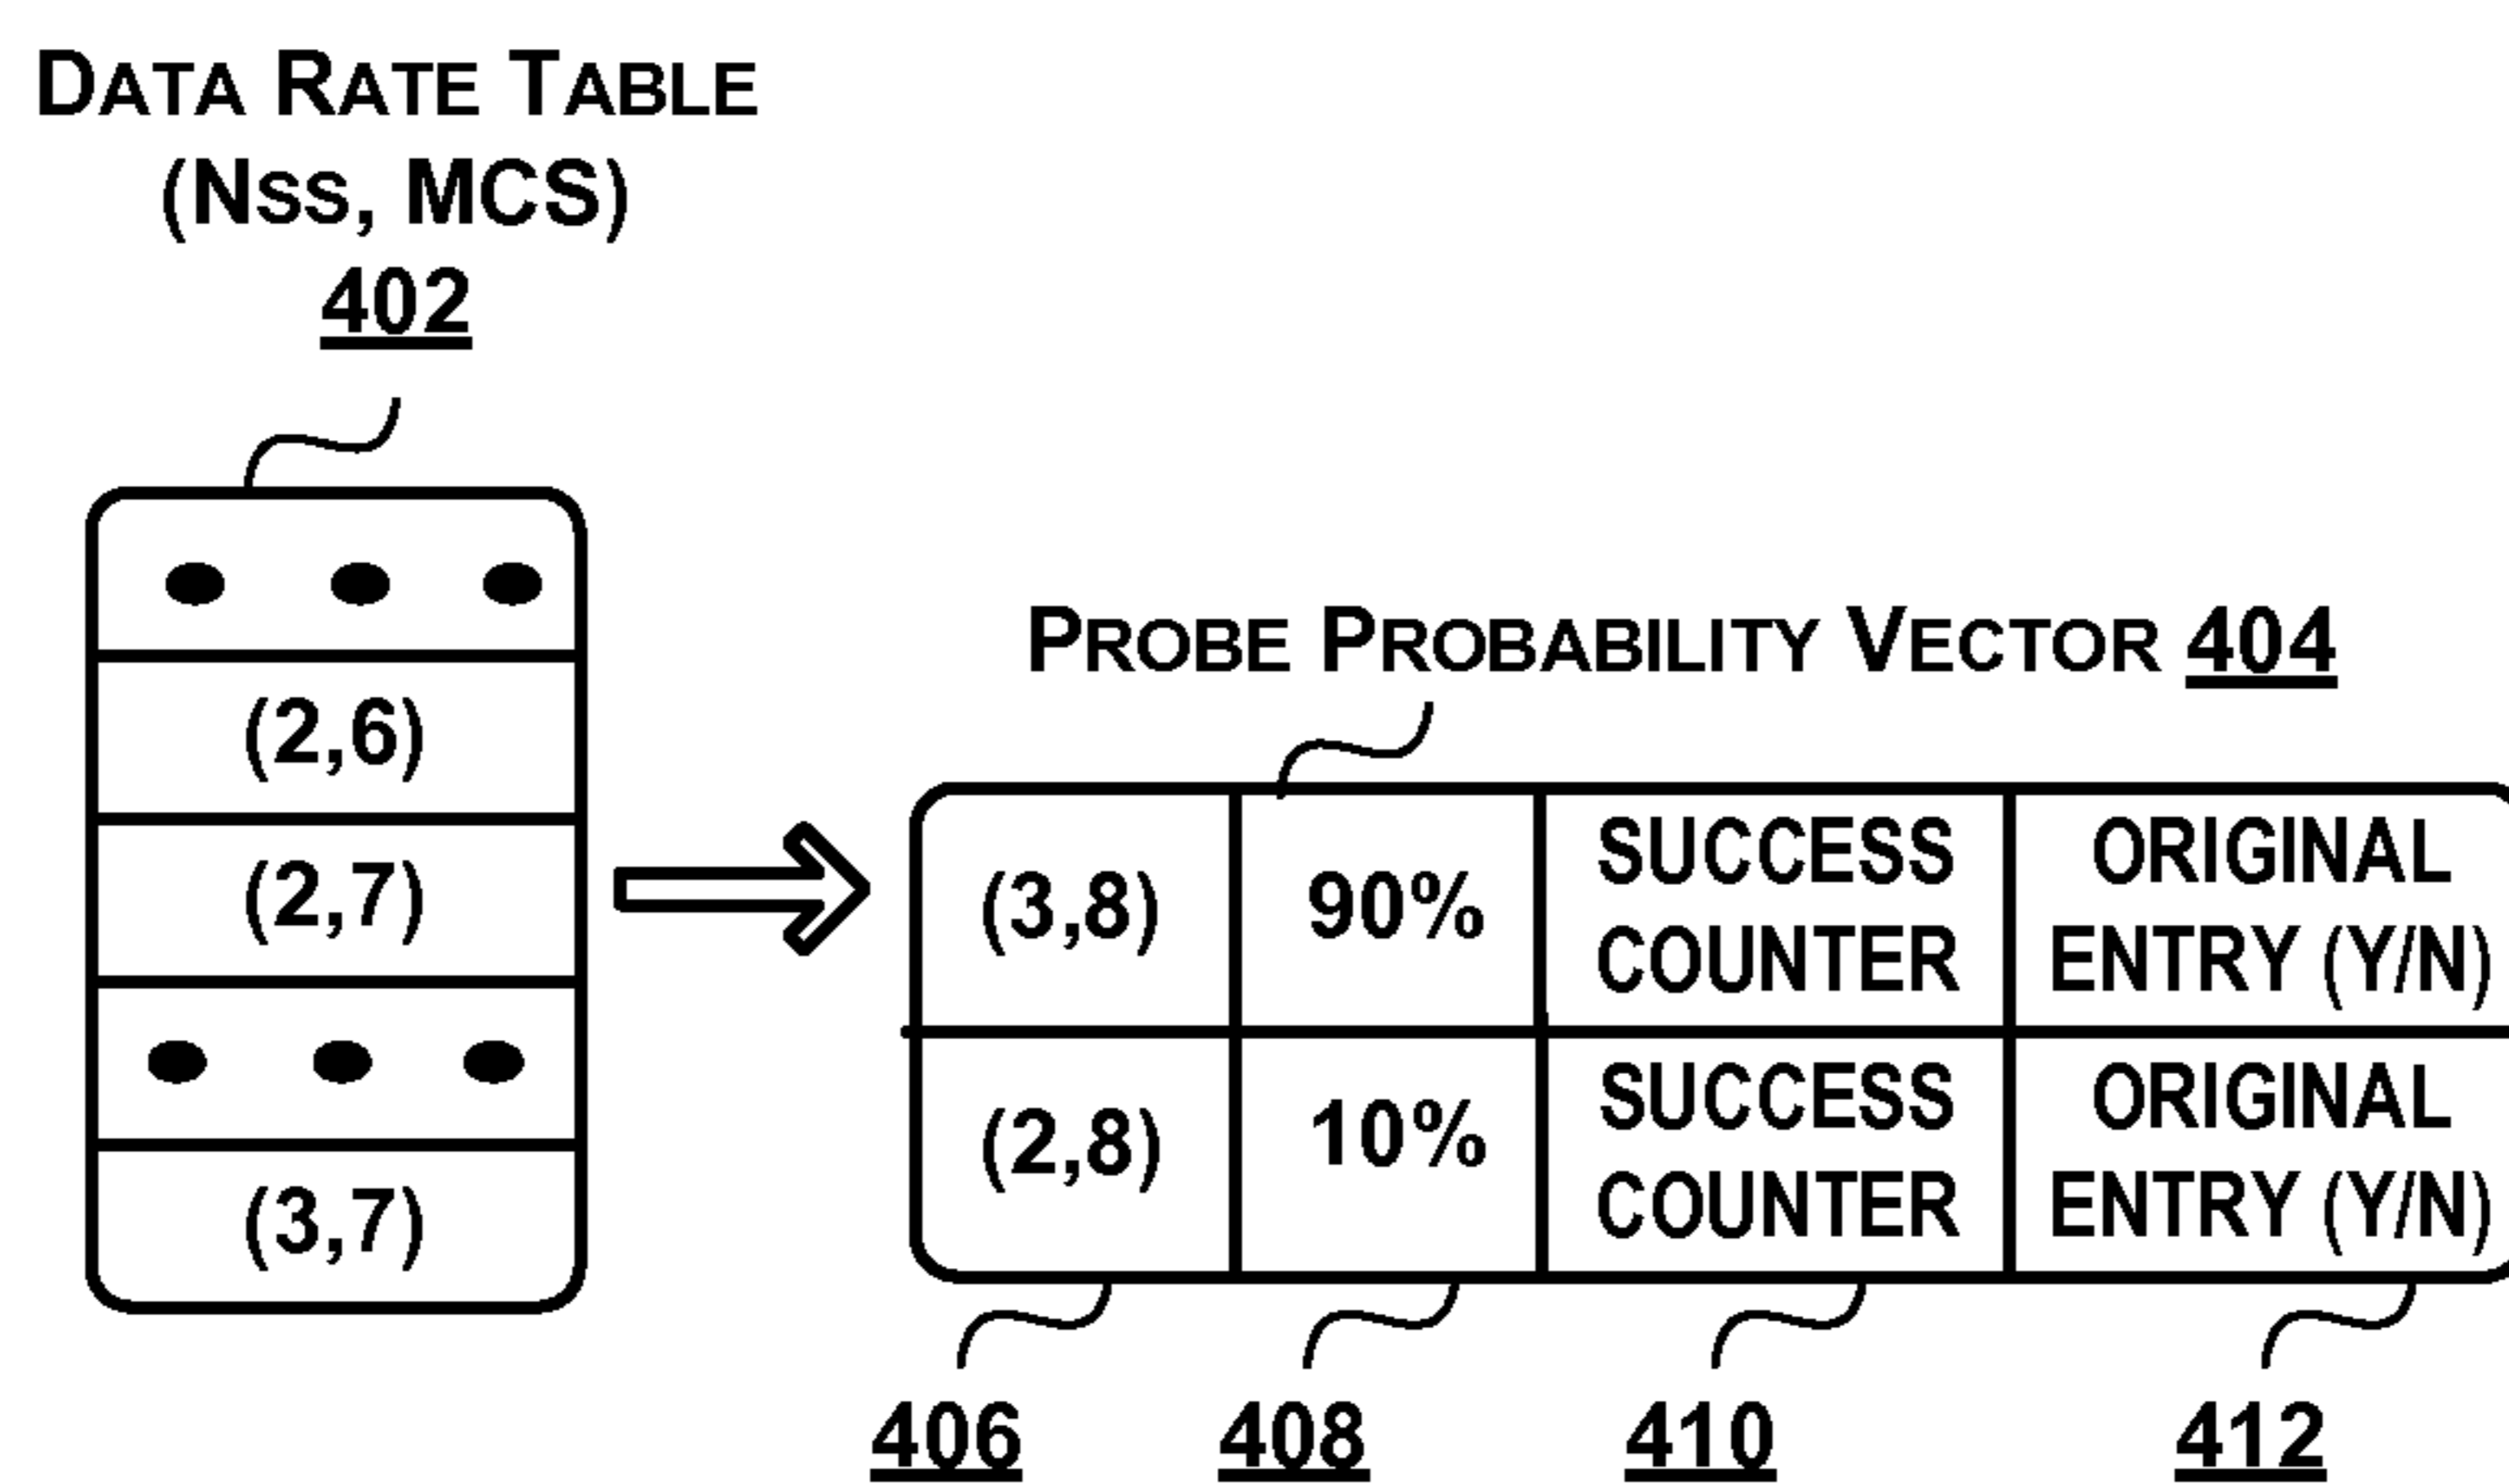 DATA RATE TABLE
(NSS, MCS)
402
(2,6)
(2,7)
(3,7)
PROBE PROBABILITY VECTOR 404
(3,8) 90% SUCCESS COUNTER ORIGINAL ENTRY (Y/N)
(2,8) 10% SUCCESS COUNTER ORIGINAL ENTRY (Y/N)
406 408 410 412